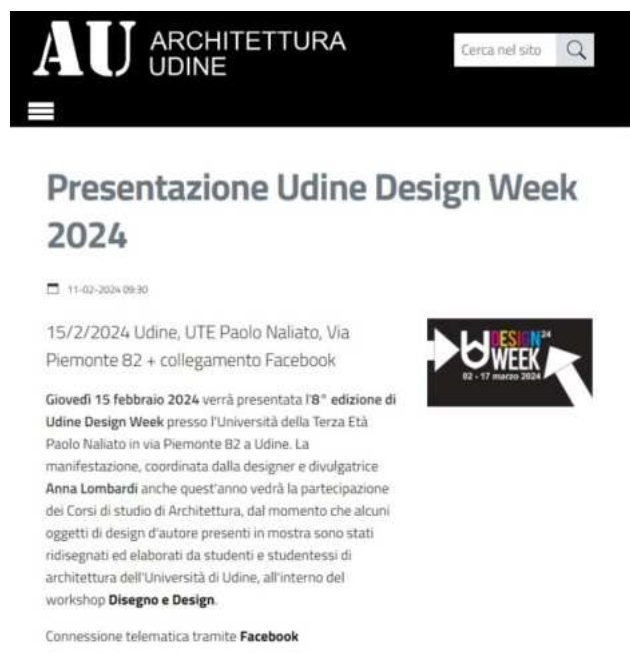 AU ARCHITETTURA
UDINE
Cerca nel sito
Presentazione Udine Design Week
2024
11-02-2024 09:30
15/2/2024 Udine, UTE Paolo Naliato, Via
Piemonte 82 + collegamento Facebook
UDESIGN24
WEEK
02 - 17 marzo 2024
Giovedì 15 febbraio 2024 verrà presentata l'8° edizione di
Udine Design Week presso l'Università della Terza Età
Paolo Naliato in via Piemonte 82 a Udine. La
manifestazione, coordinata dalla designer e divulgatrice
Anna Lombardi anche quest'anno vedrà la partecipazione
dei Corsi di studio di Architettura, dal momento che alcuni
oggetti di design d'autore presenti in mostra sono stati
ridisegnati ed elaborati da studenti e studentessi di
architettura dell'Università di Udine, all'interno del
workshop Disegno e Design.
Connessione telematica tramite Facebook